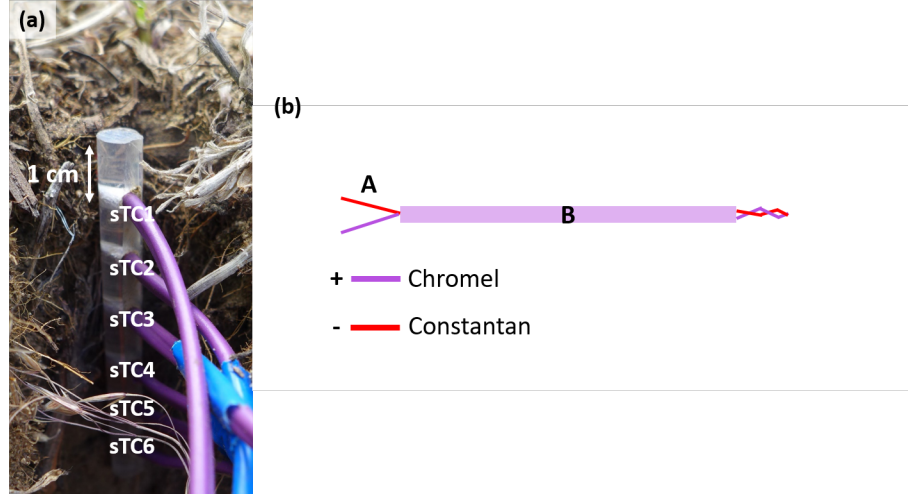 (a)
1 cm
sTC1
sTC2
sTC3
sTC4
sTC5
sTC6
(b)
A
B
+ Chromel
- Constantan